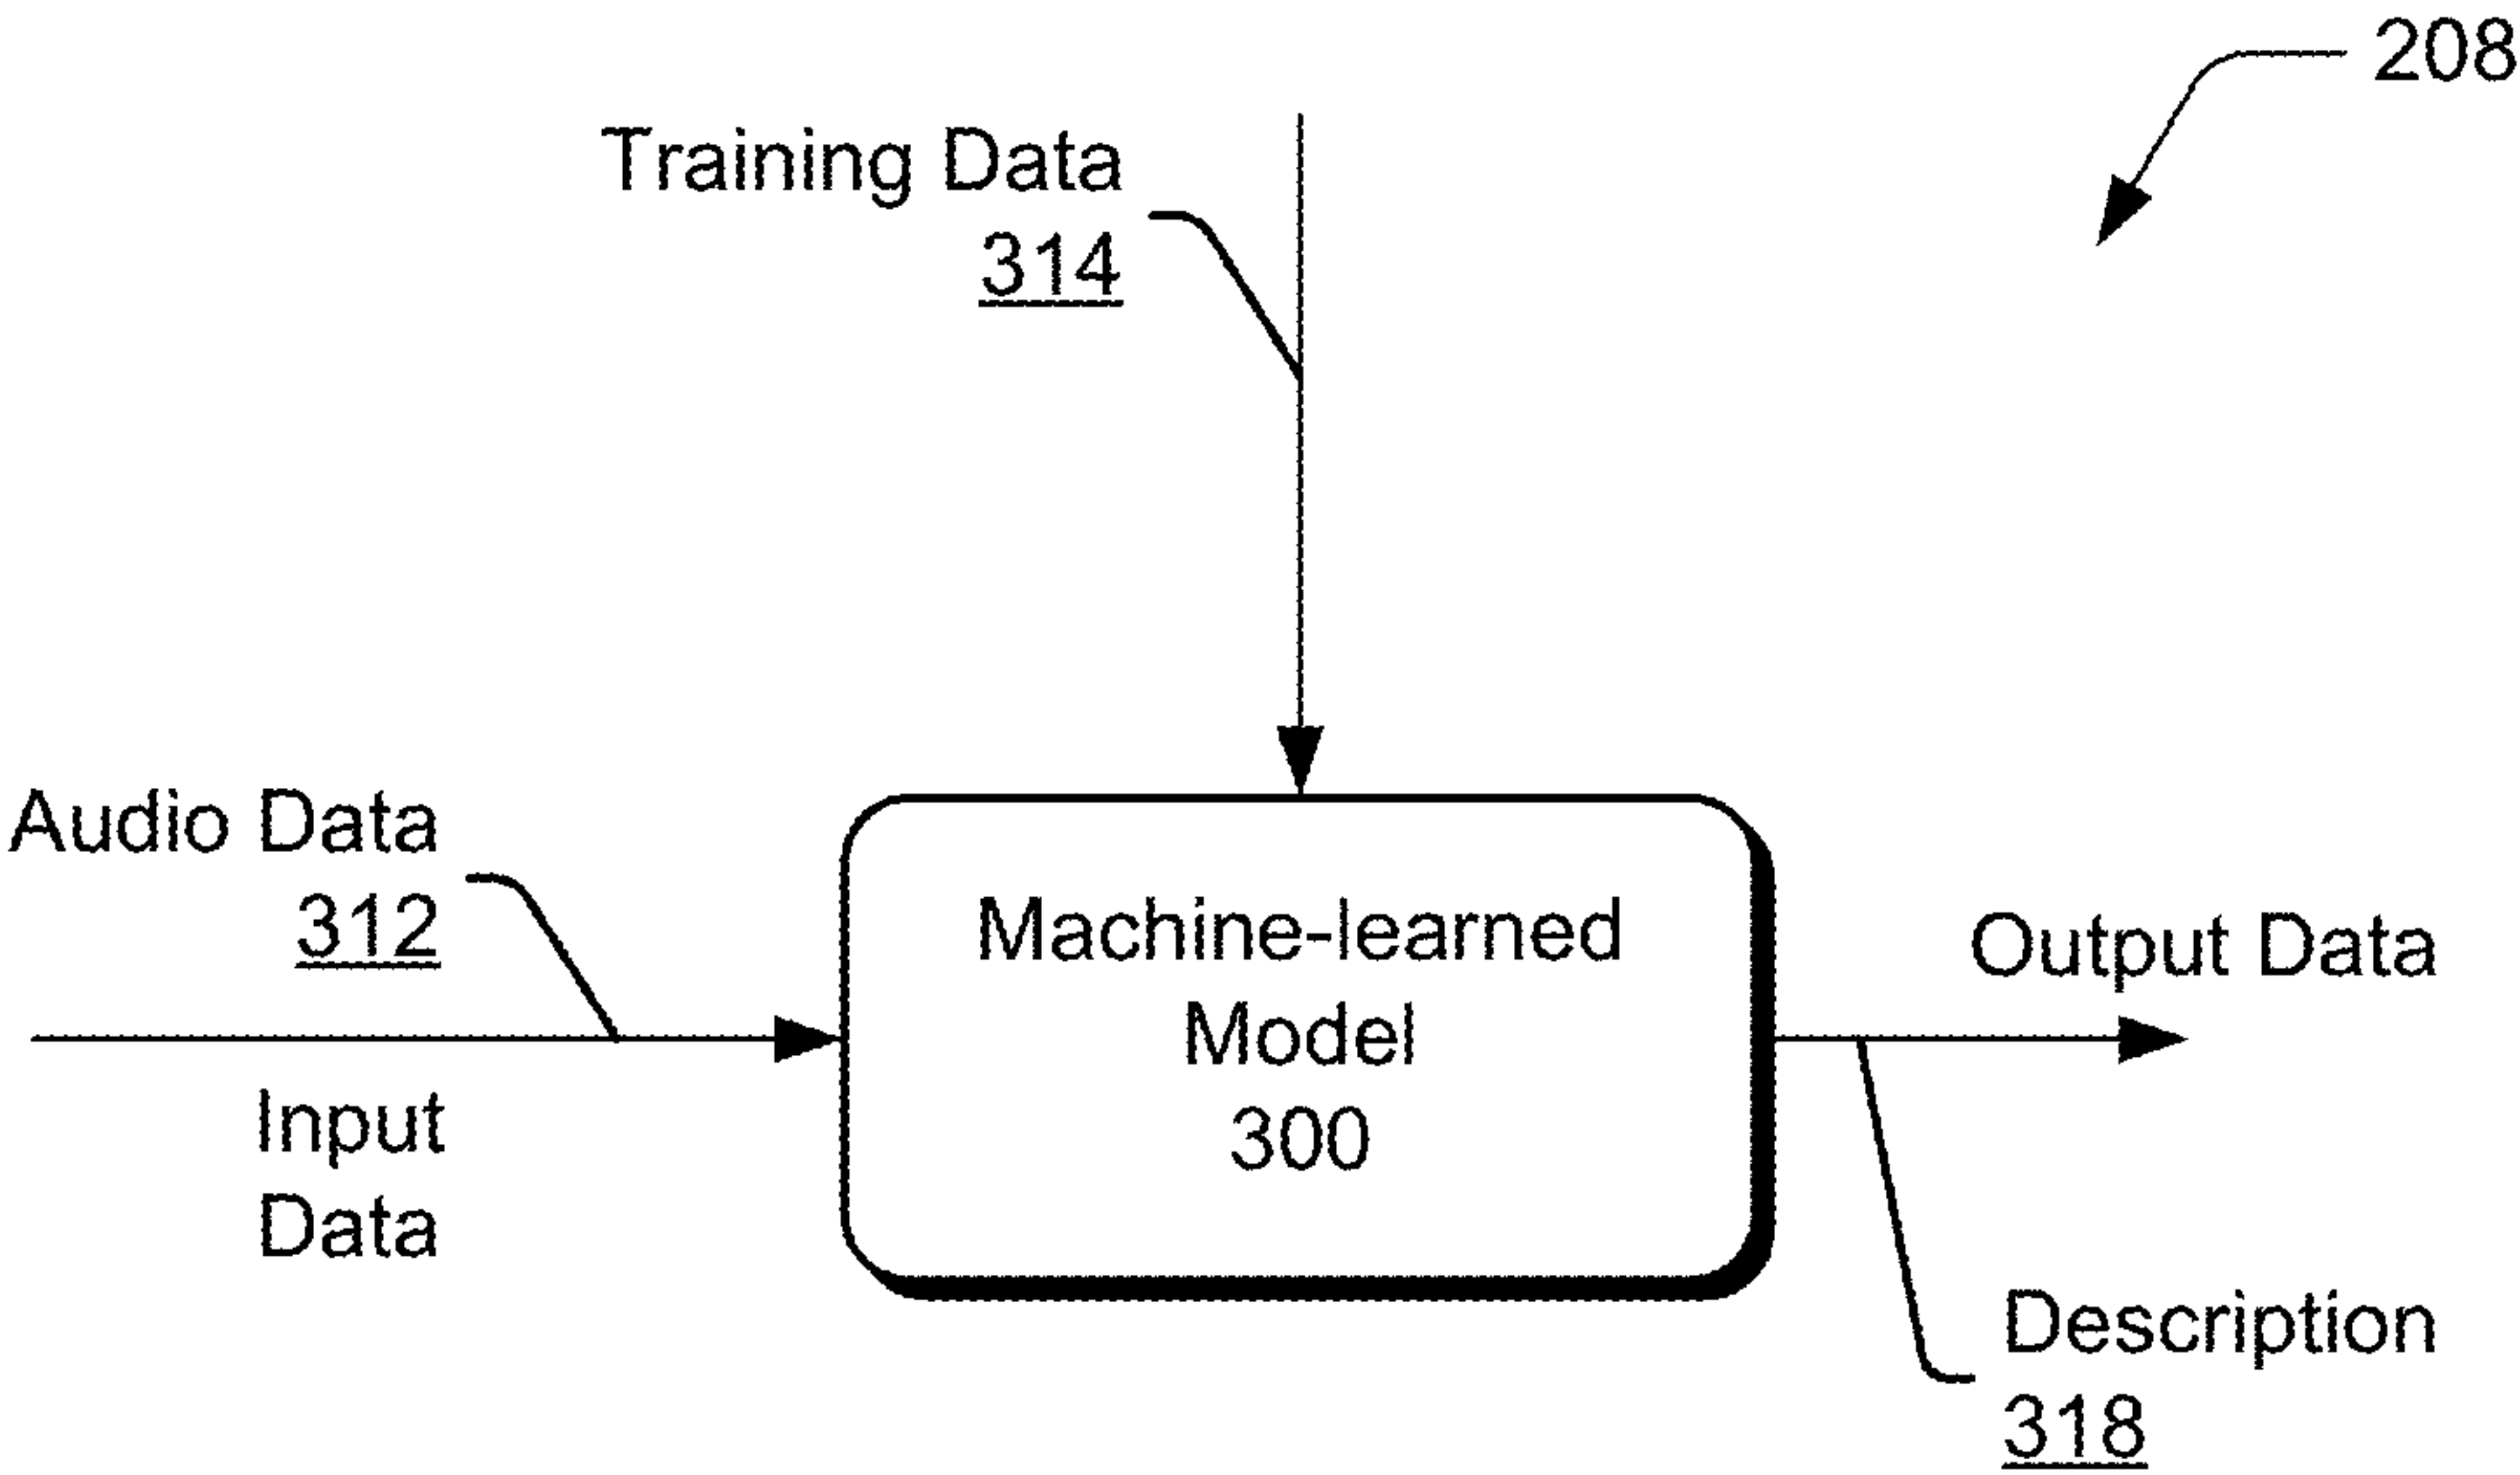 208
Training Data
314
Audio Data
312
Input
Data
Machine-learned
Model
300
Output Data
Description
318